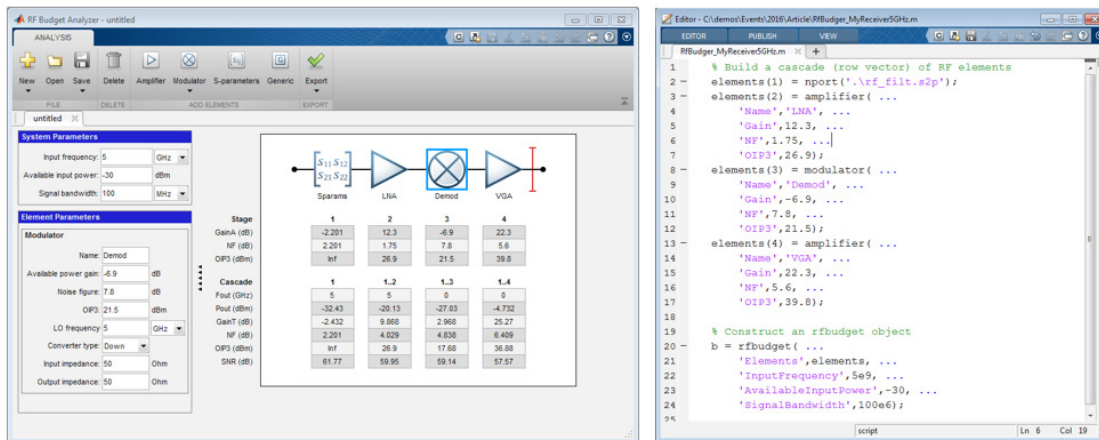 RF Budget Analyzer - untitled
ANALYSIS
New Open Save Delete Amplifier Modulator S-parameters Generic Export
FILE DELETE ADD ELEMENTS EXPORT
untitled
System Parameters
Input frequency: 5 GHz
Available input power: -30 dBm
Signal bandwidth: 100 MHz
Element Parameters
Modulator
Name: Demod
Available power gain: -6.9 dB
Noise figure: 7.8 dB
OIP3: 21.5 dBm
LO frequency 5 GHz
Converter type: Down
Input impedance: 50 Ohm
Output impedance: 50 Ohm
S11 S12
S21 S22
Sparams LNA Demod VGA
Stage 1 2 3 4
GainA (dB) -2.201 12.3 -6.9 22.3
NF (dB) 2.201 1.75 7.8 5.6
OIP3 (dBm) Inf 26.9 21.5 39.8
Cascade 1 1..2 1..3 1..4
Fout (GHz) 5 5 0 0
Pout (dBm) -32.43 -20.13 -27.03 -4.732
GainT (dB) -2.432 9.868 2.968 25.27
NF (dB) 2.201 4.029 4.838 6.409
OIP3 (dBm) Inf 26.9 17.68 36.88
SNR (dB) 61.77 59.95 59.14 57.57
Editor - C:\demos\Events\2016\Article\RfBudger_MyReceiver5GHz.m
EDITOR PUBLISH VIEW
RfBudger_MyReceiver5GHz.m
1 % Build a cascade (row vector) of RF elements
2 – elements(1) = nport('.\rf_filt.s2p');
3 – elements(2) = amplifier( ...
4 'Name','LNA', ...
5 'Gain',12.3, ...
6 'NF',1.75, ...
7 'OIP3',26.9);
8 – elements(3) = modulator( ...
9 'Name','Demod', ...
10 'Gain',-6.9, ...
11 'NF',7.8, ...
12 'OIP3',21.5);
13 – elements(4) = amplifier( ...
14 'Name','VGA', ...
15 'Gain',22.3, ...
16 'NF',5.6, ...
17 'OIP3',39.8);
18
19 % Construct an rfbudget object
20 – b = rfbudget( ...
21 'Elements',elements, ...
22 'InputFrequency',5e9, ...
23 'AvailableInputPower',-30, ...
24 'SignalBandwidth',100e6);
25
script Ln 6 Col 19